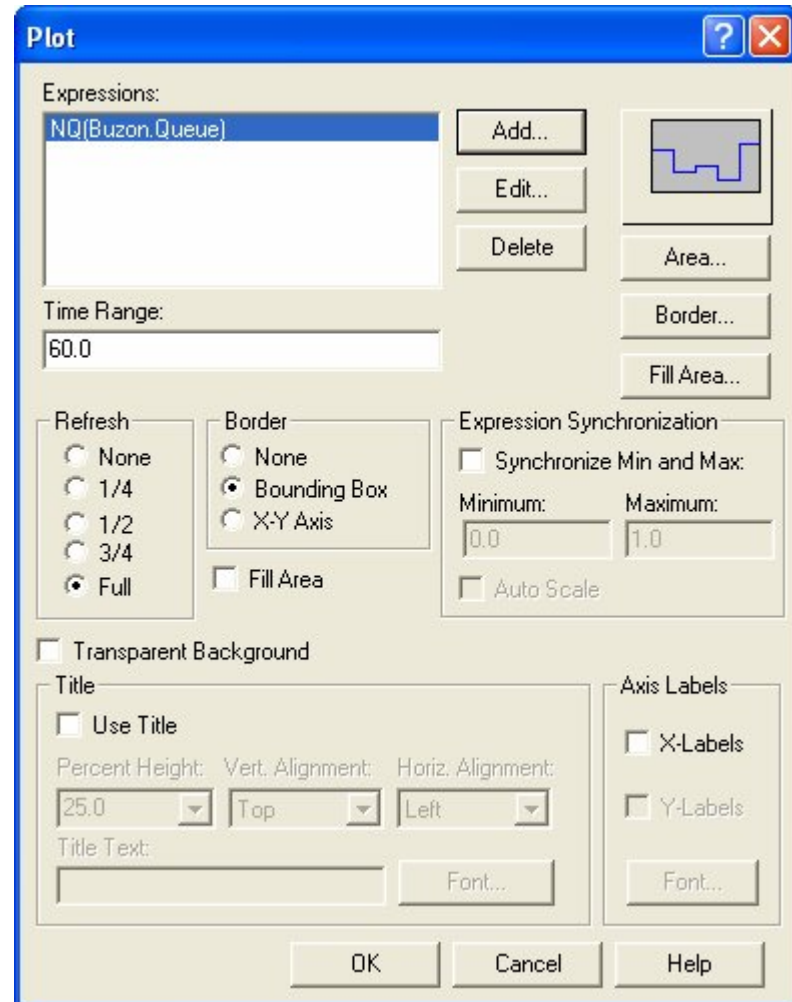 Plot
Expressions:
NQ(Buzon.Queue)
Add...
Edit...
Delete
Area...
Border...
Fill Area...
Time Range:
60.0
Refresh
None
1/4
1/2
3/4
Full
Border
None
Bounding Box
X-Y Axis
Fill Area
Expression Synchronization
Synchronize Min and Max:
Minimum: Maximum:
0.0 1.0
Auto Scale
Transparent Background
Title
Use Title
Percent Height: Vert. Alignment: Horiz. Alignment:
25.0 Top Left
Title Text:
Font...
Axis Labels
X-Labels
Y-Labels
Font...
OK Cancel Help